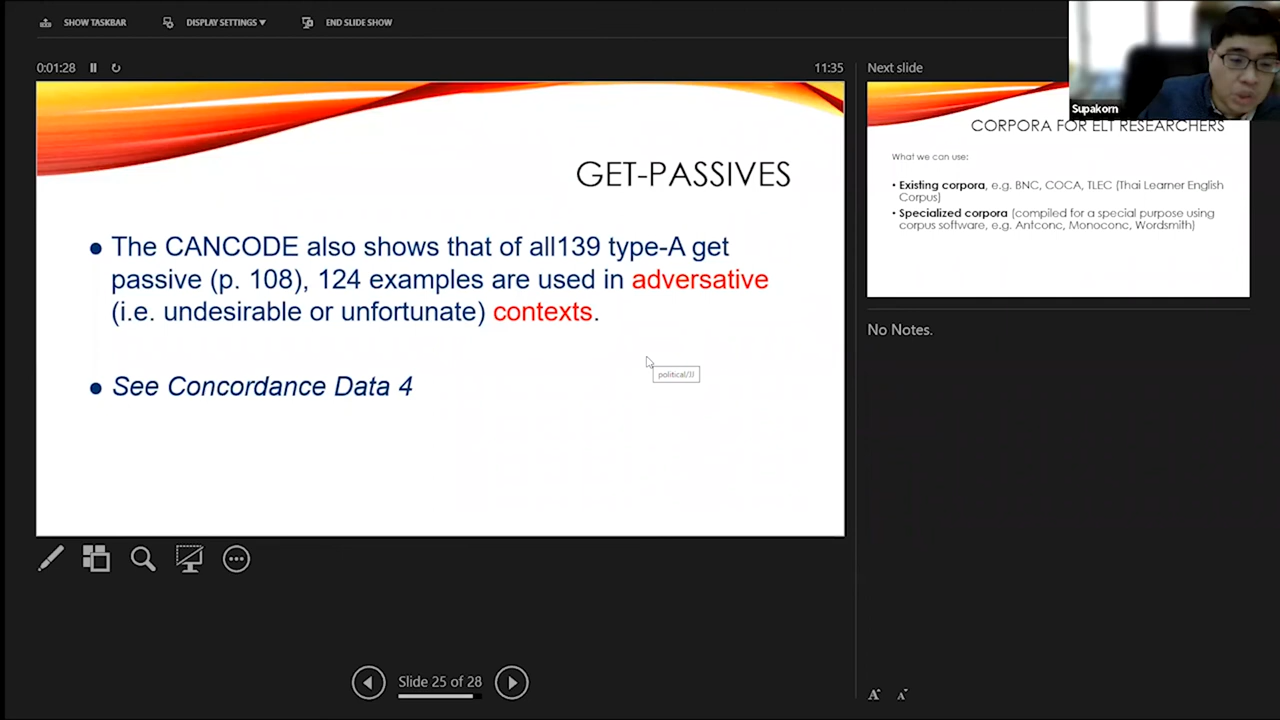 SHOW TASKBAR
DISPLAY SETTINGS ▼
END SLIDE SHOW
0:01:28
11:35
GET-PASSIVES
• The CANCODE also shows that of all139 type-A get
passive (p. 108), 124 examples are used in adversative
(i.e. undesirable or unfortunate) contexts.
political/JJ
• See Concordance Data 4
Slide 25 of 28
Next slide
Supakorn
CORPORA FOR ELT RESEARCHERS
What we can use:
• Existing corpora, e.g. BNC, COCA, TLEC (Thai Learner English
Corpus)
• Specialized corpora (compiled for a special purpose using
corpus software, e.g. Antconc, Monoconc, Wordsmith)
No Notes.
A A